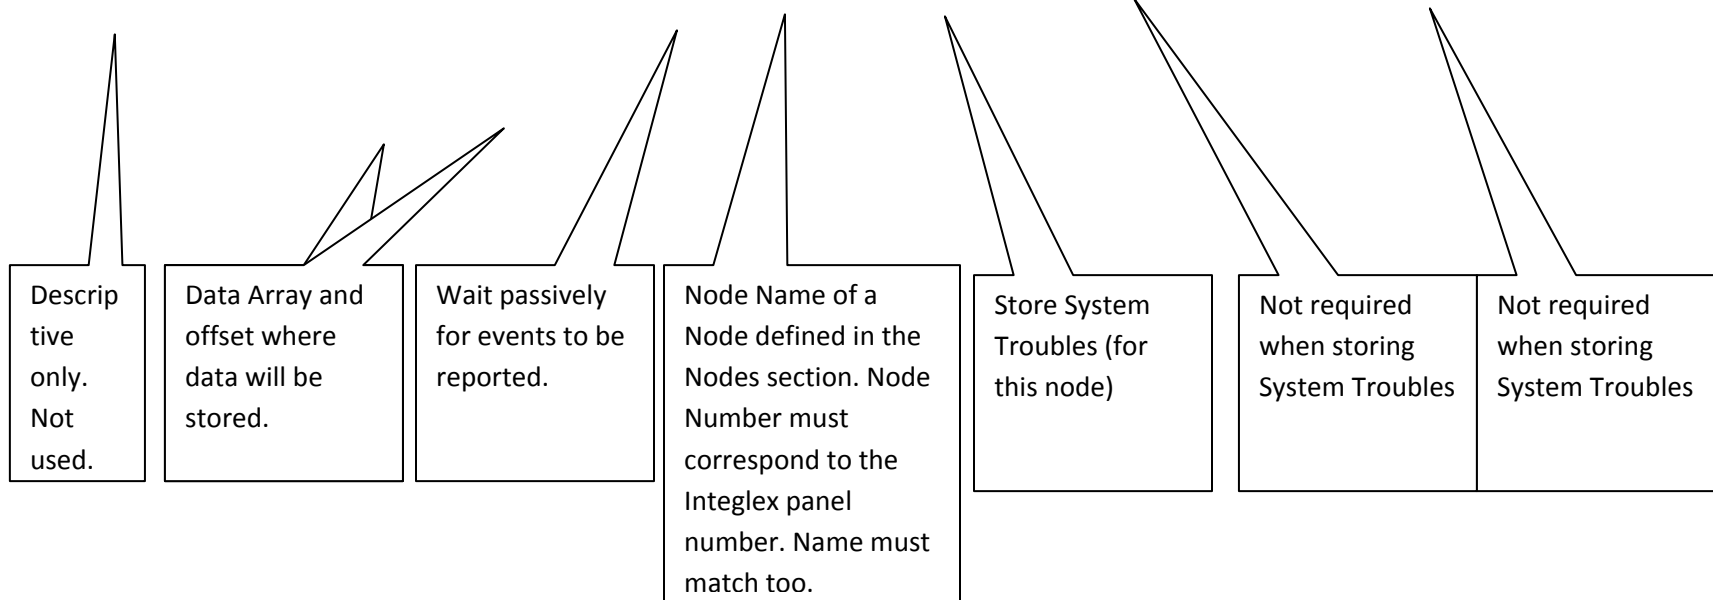 Descrip
tive
only.
Not
used.
Data Array and
offset where
data will be
stored.
Wait passively
for events to be
reported.
Node Name of a
Node defined in the
Nodes section. Node
Number must
correspond to the
Integlex panel
number. Name must
match too.
Store System
Troubles (for
this node)
Not required
when storing
System Troubles
Not required
when storing
System Troubles